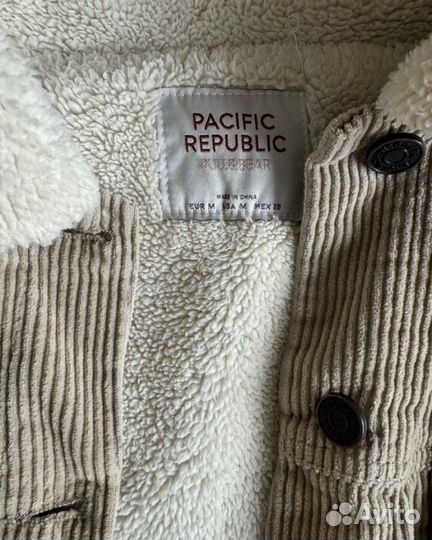 PACIFIC
REPUBLIC
PULL&BEAR
MADE IN CHINA
EUR M USA M MEX 28
Avito